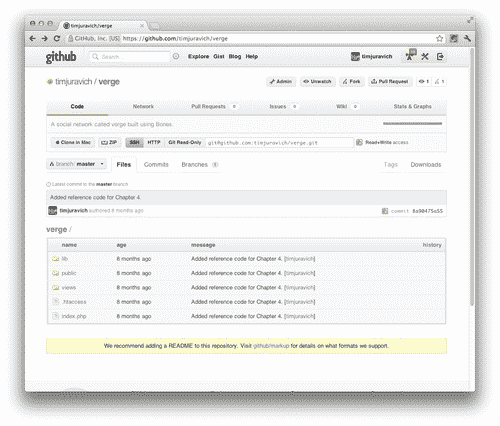 timjuravich/verge
GitHub, Inc. [US] https://github.com/timjuravich/verge
github Search... Explore Gist Blog Help timjuravich
timjuravich / verge Admin Unwatch Fork Pull Request 1 1
Code Network Pull Requests 0 Issues 0 Wiki 0 Stats & Graphs
A social network called verge built using Bones.
Clone in Mac ZIP SSH HTTP Git Read-Only git@github.com:timjuravich/verge.git Read+Write access
branch: master Files Commits Branches 1 Tags Downloads
Latest commit to the master branch
Added reference code for Chapter 4.
timjuravich authored 8 months ago commit 8a90475a55
verge /
name age message history
lib 8 months ago Added reference code for Chapter 4. [timjuravich]
public 8 months ago Added reference code for Chapter 4. [timjuravich]
views 8 months ago Added reference code for Chapter 4. [timjuravich]
.htaccess 8 months ago Added reference code for Chapter 4. [timjuravich]
index.php 8 months ago Added reference code for Chapter 4. [timjuravich]
We recommend adding a README to this repository. Visit github/markup for details on what formats we support.